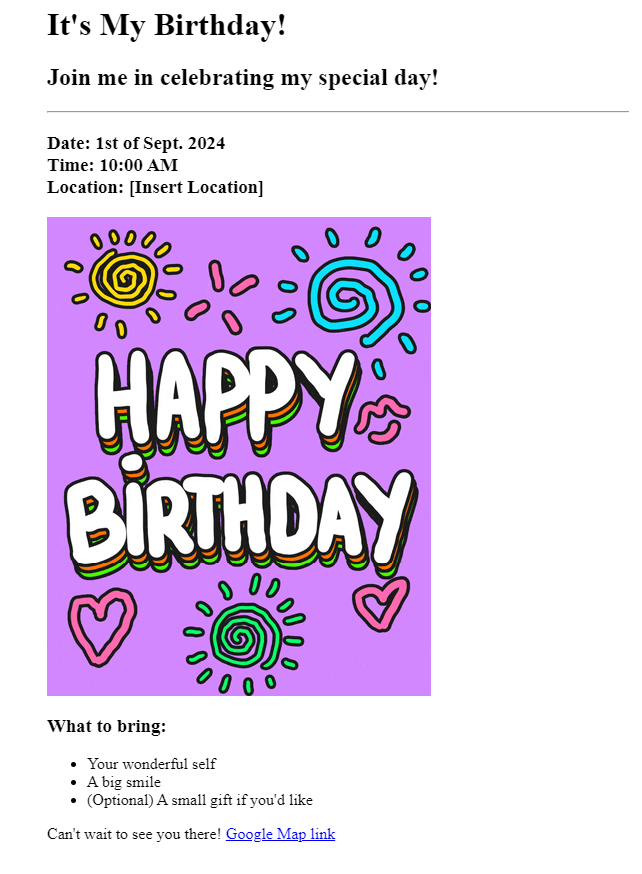 It's My Birthday!
Join me in celebrating my special day!
Date: 1st of Sept. 2024
Time: 10:00 AM
Location: [Insert Location]
HAPPY
BiRTHDAY
What to bring:
Your wonderful self
A big smile
(Optional) A small gift if you'd like
Can't wait to see you there! Google Map link